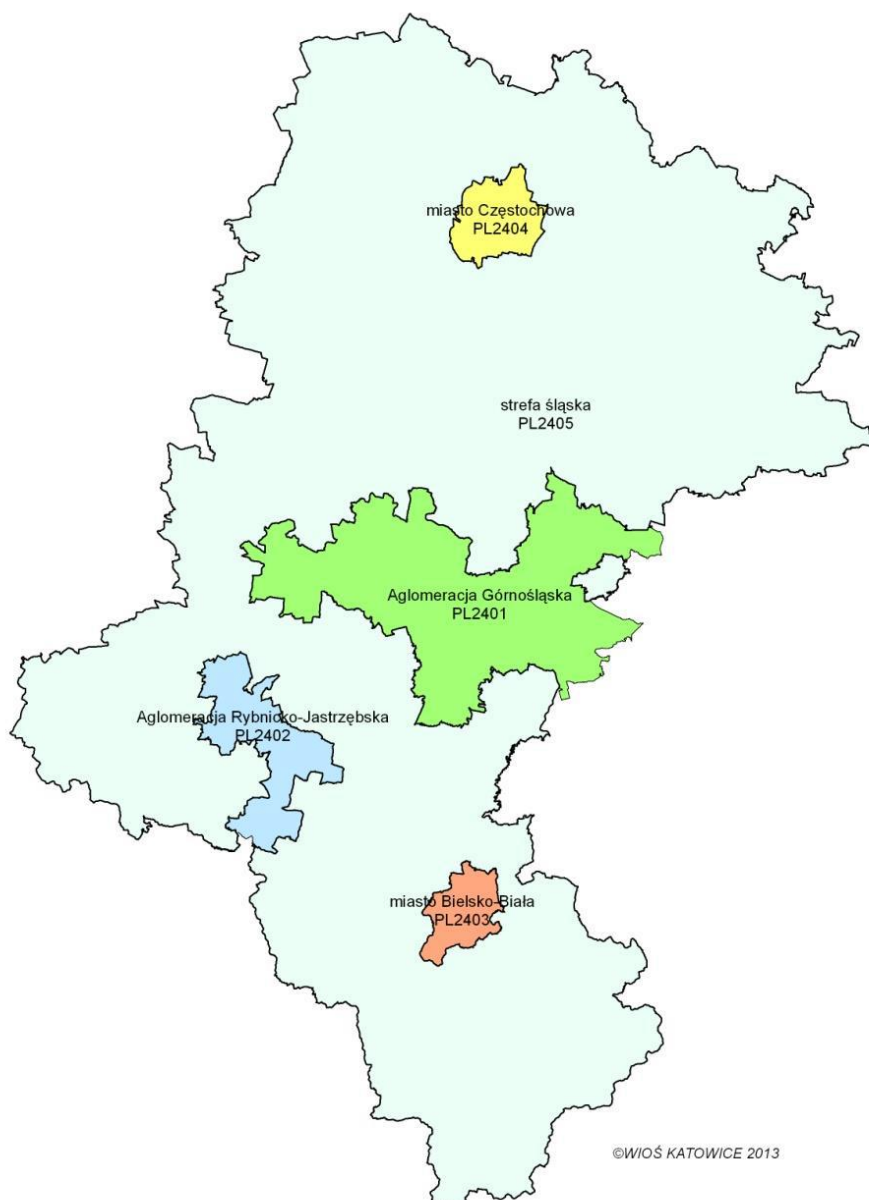 miasto Częstochowa
PL2404
strefa śląska
PL2405
Aglomeracja Górnośląska
PL2401
Aglomeracja Rybnicko-Jastrzębska
PL2402
miasto Bielsko-Biała
PL2403
©WIOŚ KATOWICE 2013